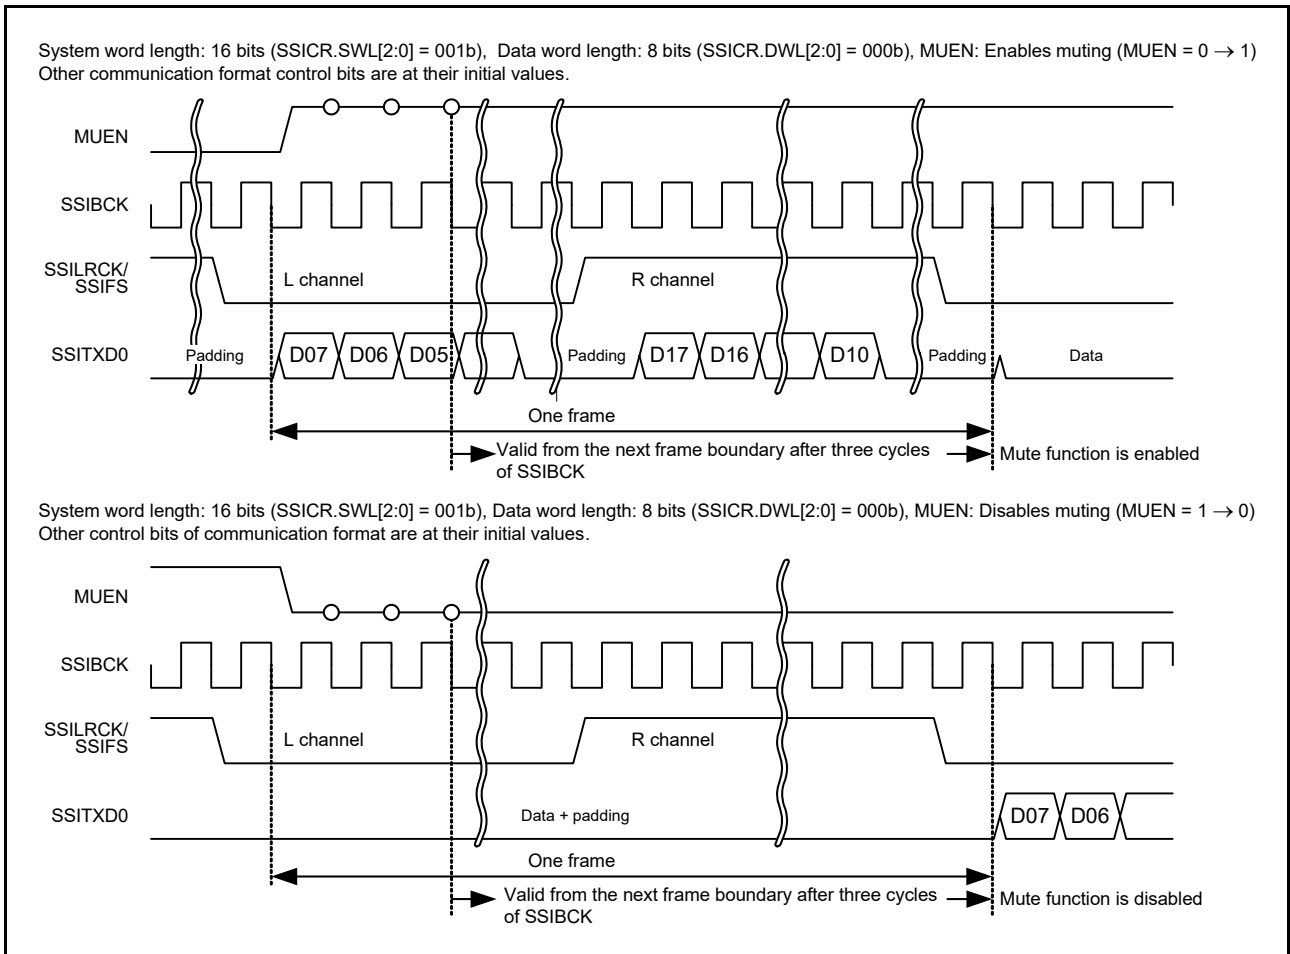 System word length: 16 bits (SSICR.SWL[2:0] = 001b), Data word length: 8 bits (SSICR.DWL[2:0] = 000b), MUEN: Enables muting (MUEN = 0 → 1)
Other communication format control bits are at their initial values.
MUEN
SSIBCK
SSILRCK/
SSIFS
L channel
R channel
SSITXD0
Padding
D07
D06
D05
Padding
D17
D16
D10
Padding
Data
One frame
Valid from the next frame boundary after three cycles
of SSIBCK
Mute function is enabled
System word length: 16 bits (SSICR.SWL[2:0] = 001b), Data word length: 8 bits (SSICR.DWL[2:0] = 000b), MUEN: Disables muting (MUEN = 1 → 0)
Other control bits of communication format are at their initial values.
MUEN
SSIBCK
SSILRCK/
SSIFS
L channel
R channel
SSITXD0
Data + padding
D07
D06
One frame
Valid from the next frame boundary after three cycles
of SSIBCK
Mute function is disabled